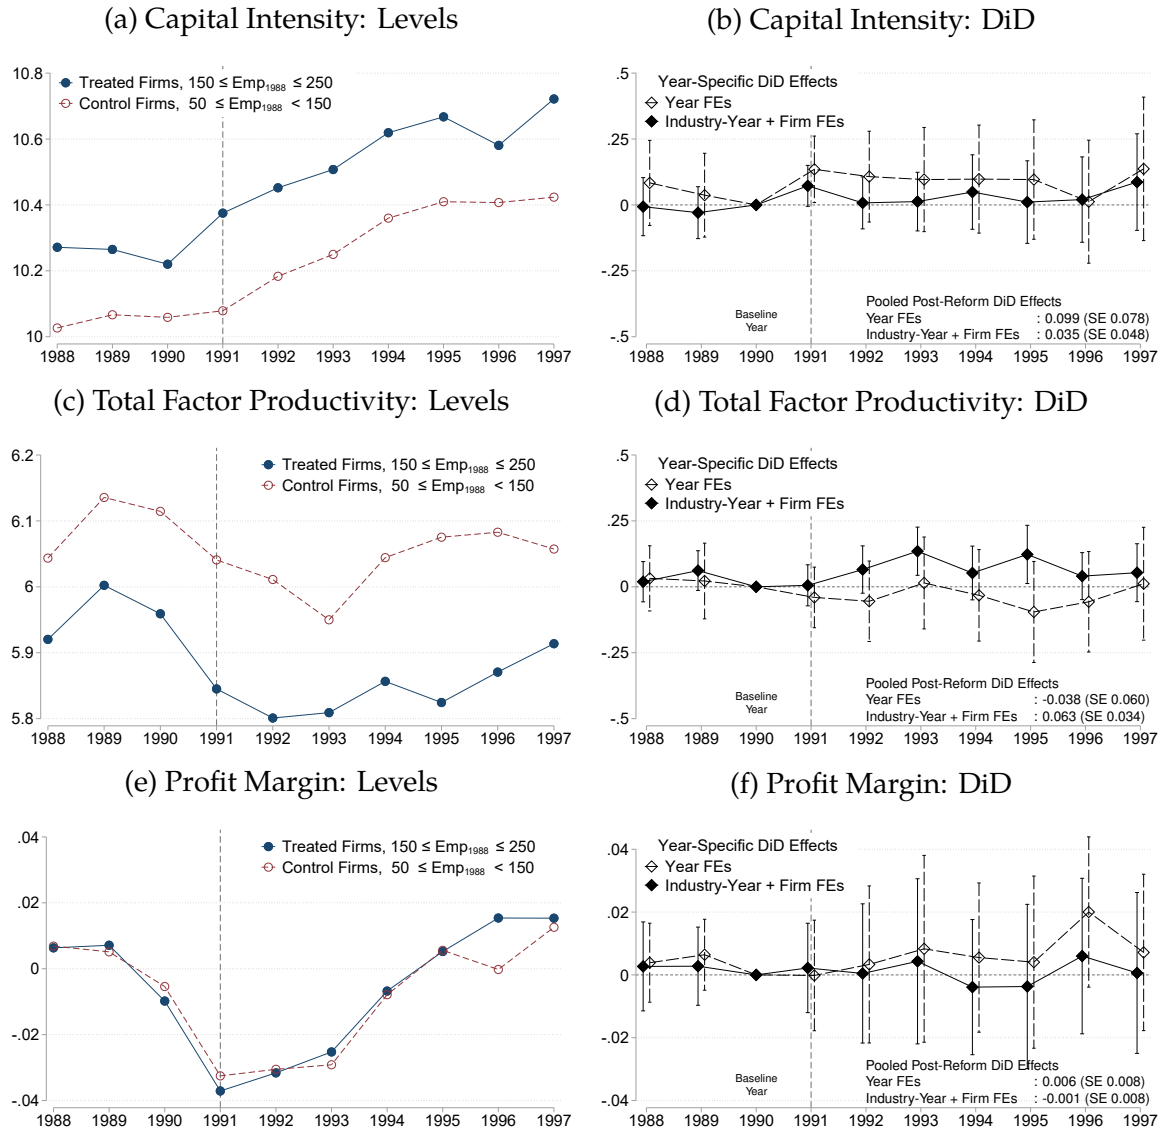 (a) Capital Intensity: Levels
10.8
10.6
10.4
10.2
10
Treated Firms, 150 ≤ Emp1988 ≤ 250
Control Firms, 50 ≤ Emp1988 < 150
1988 1989 1990 1991 1992 1993 1994 1995 1996 1997
(b) Capital Intensity: DiD
.5
.25
0
-.25
-.5
Year-Specific DiD Effects
Year FEs
Industry-Year + Firm FEs
Baseline
Year
Pooled Post-Reform DiD Effects
Year FEs : 0.099 (SE 0.078)
Industry-Year + Firm FEs : 0.035 (SE 0.048)
1988 1989 1990 1991 1992 1993 1994 1995 1996 1997
(c) Total Factor Productivity: Levels
6.2
6.1
6
5.9
5.8
Treated Firms, 150 ≤ Emp1988 ≤ 250
Control Firms, 50 ≤ Emp1988 < 150
1988 1989 1990 1991 1992 1993 1994 1995 1996 1997
(d) Total Factor Productivity: DiD
.5
.25
0
-.25
-.5
Year-Specific DiD Effects
Year FEs
Industry-Year + Firm FEs
Baseline
Year
Pooled Post-Reform DiD Effects
Year FEs : -0.038 (SE 0.060)
Industry-Year + Firm FEs : 0.063 (SE 0.034)
1988 1989 1990 1991 1992 1993 1994 1995 1996 1997
(e) Profit Margin: Levels
.04
.02
0
-.02
-.04
Treated Firms, 150 ≤ Emp1988 ≤ 250
Control Firms, 50 ≤ Emp1988 < 150
1988 1989 1990 1991 1992 1993 1994 1995 1996 1997
(f) Profit Margin: DiD
.04
.02
0
-.02
-.04
Year-Specific DiD Effects
Year FEs
Industry-Year + Firm FEs
Baseline
Year
Pooled Post-Reform DiD Effects
Year FEs : 0.006 (SE 0.008)
Industry-Year + Firm FEs : -0.001 (SE 0.008)
1988 1989 1990 1991 1992 1993 1994 1995 1996 1997